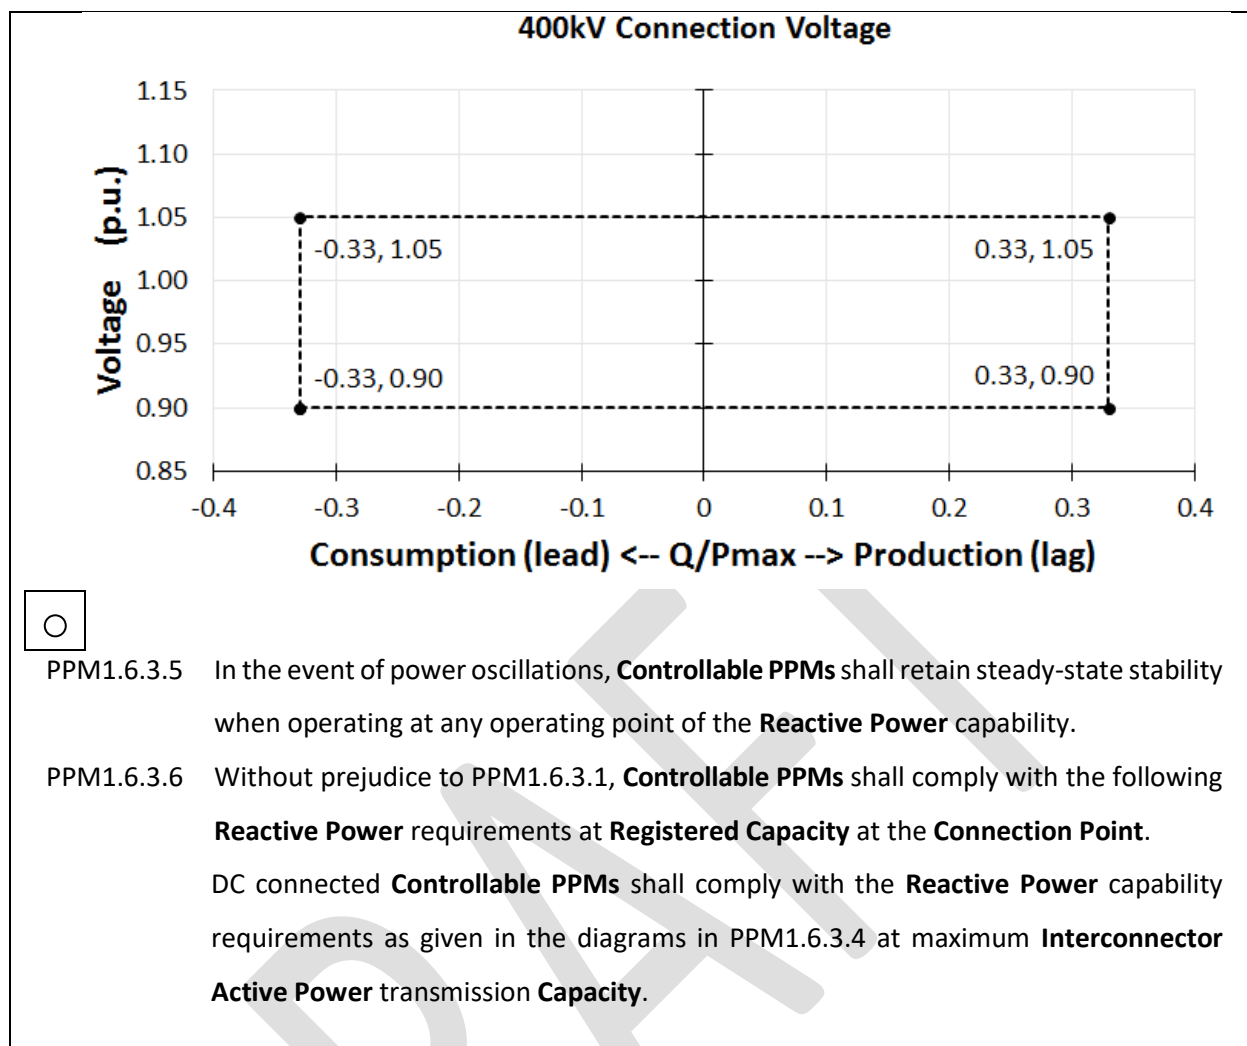 400kV Connection Voltage
1.15
1.10
1.05
1.00
0.95
0.90
0.85
Voltage (p.u.)
-0.33, 1.05
0.33, 1.05
-0.33, 0.90
0.33, 0.90
-0.4 -0.3 -0.2 -0.1 0 0.1 0.2 0.3 0.4
Consumption (lead) <-- Q/Pmax --> Production (lag)
PPM1.6.3.5 In the event of power oscillations, Controllable PPMs shall retain steady-state stability
when operating at any operating point of the Reactive Power capability.
PPM1.6.3.6 Without prejudice to PPM1.6.3.1, Controllable PPMs shall comply with the following
Reactive Power requirements at Registered Capacity at the Connection Point.
DC connected Controllable PPMs shall comply with the Reactive Power capability
requirements as given in the diagrams in PPM1.6.3.4 at maximum Interconnector
Active Power transmission Capacity.